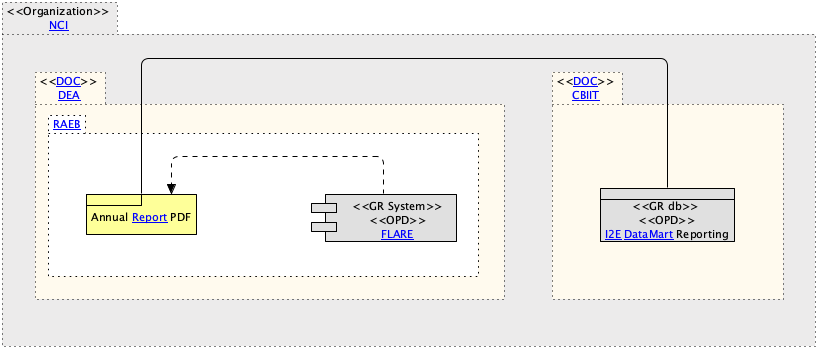 <<Organization>>
NCI
<<DOC>>
DEA
<<DOC>>
CBIIT
RAEB
Annual Report PDF
<<GR System>>
<<OPD>>
FLARE
<<GR db>>
<<OPD>>
I2E DataMart Reporting